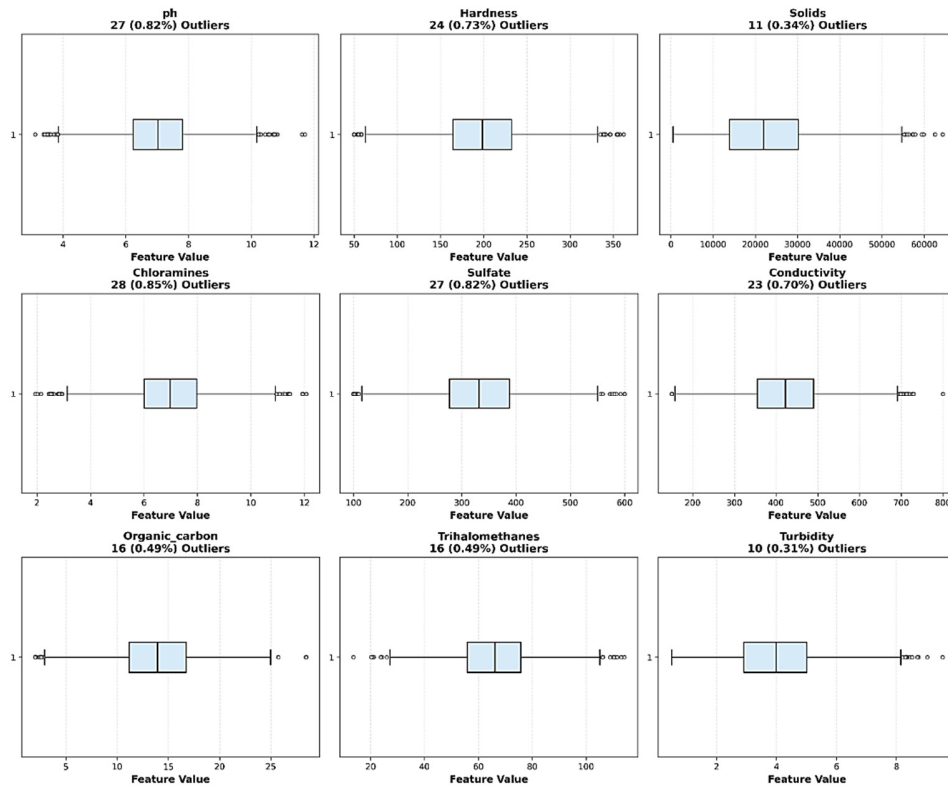 ph
27 (0.82%) Outliers
1
4 6 8 10 12
Feature Value
Hardness
24 (0.73%) Outliers
1
50 100 150 200 250 300 350
Feature Value
Solids
11 (0.34%) Outliers
1
0 10000 20000 30000 40000 50000 60000
Feature Value
Chloramines
28 (0.85%) Outliers
1
2 4 6 8 10 12
Feature Value
Sulfate
27 (0.82%) Outliers
1
100 200 300 400 500 600
Feature Value
Conductivity
23 (0.70%) Outliers
1
200 300 400 500 600 700 800
Feature Value
Organic_carbon
16 (0.49%) Outliers
1
5 10 15 20 25
Feature Value
Trihalomethanes
16 (0.49%) Outliers
1
20 40 60 80 100
Feature Value
Turbidity
10 (0.31%) Outliers
1
2 4 6 8
Feature Value